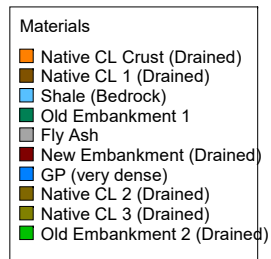 Materials
Native CL Crust (Drained)
Native CL 1 (Drained)
Shale (Bedrock)
Old Embankment 1
Fly Ash
New Embankment (Drained)
GP (very dense)
Native CL 2 (Drained)
Native CL 3 (Drained)
Old Embankment 2 (Drained)